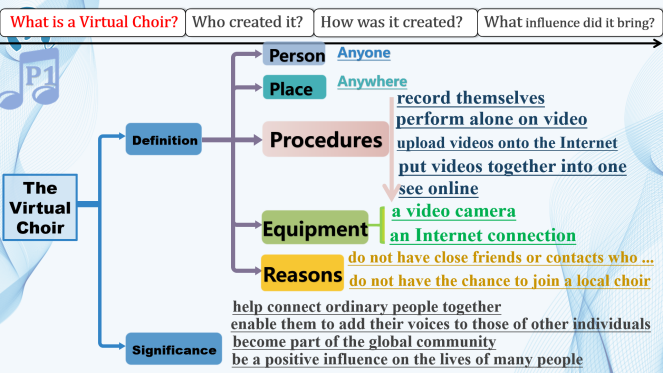 What is a Virtual Choir?
Who created it?
How was it created?
What influence did it bring?
P1
The
Virtual
Choir
Definition
Person
Anyone
Place
Anywhere
Procedures
record themselves
perform alone on video
upload videos onto the Internet
put videos together into one
see online
Equipment
a video camera
an Internet connection
Reasons
do not have close friends or contacts who ...
do not have the chance to join a local choir
Significance
help connect ordinary people together
enable them to add their voices to those of other individuals
become part of the global community
be a positive influence on the lives of many people